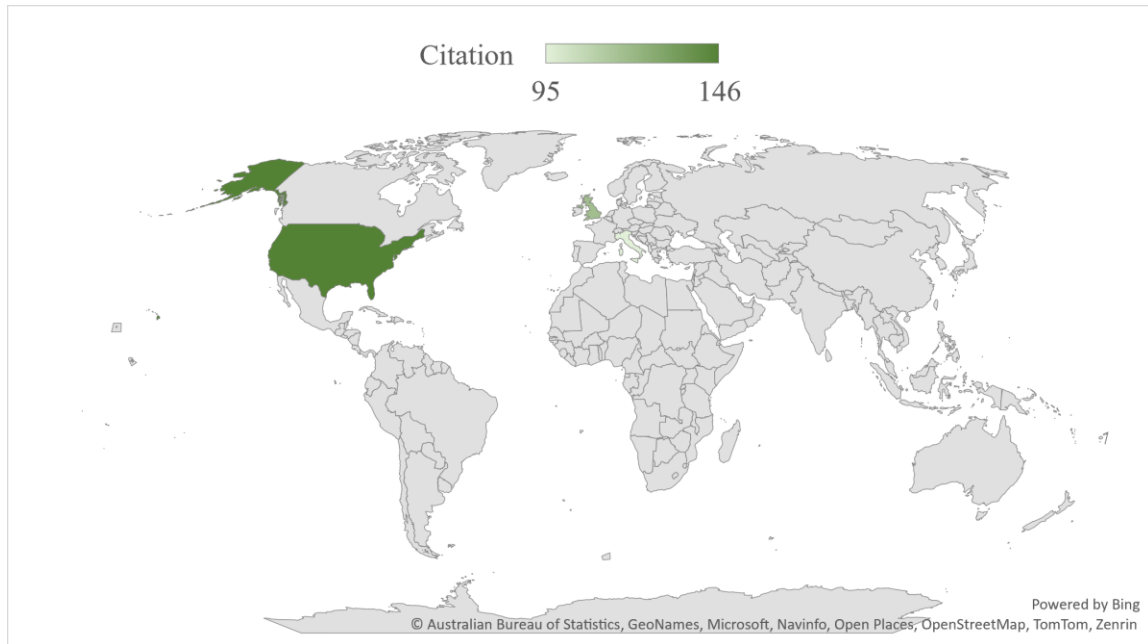 Citation
95 146
Powered by Bing
© Australian Bureau of Statistics, GeoNames, Microsoft, Navinfo, Open Places, OpenStreetMap, TomTom, Zenrin